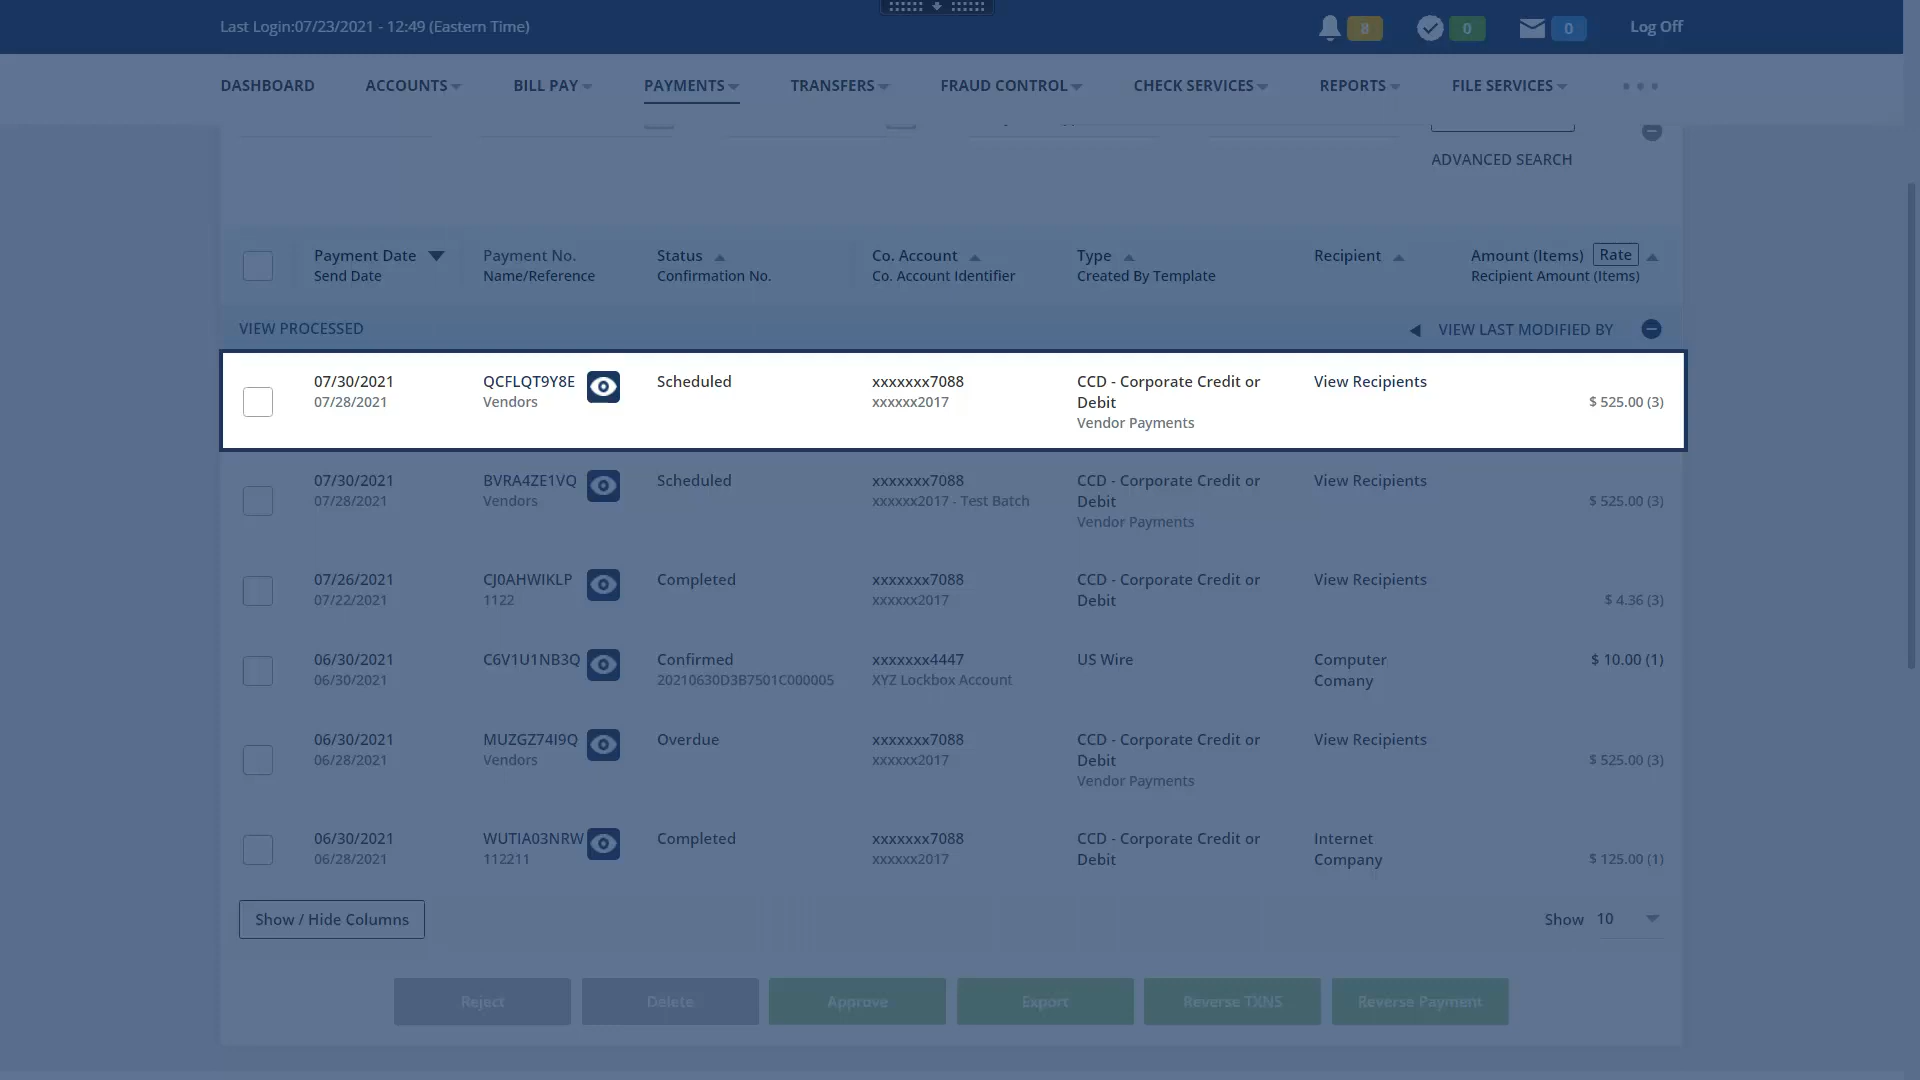 Last Login:07/23/2021 - 12:49 (Eastern Time)
8
0
0
Log Off
DASHBOARD ACCOUNTS BILL PAY PAYMENTS TRANSFERS FRAUD CONTROL CHECK SERVICES REPORTS FILE SERVICES
ADVANCED SEARCH
Payment Date Payment No. Status Co. Account Type Recipient Amount (Items) Rate
Send Date Name/Reference Confirmation No. Co. Account Identifier Created By Template Recipient Amount (Items)
VIEW PROCESSED VIEW LAST MODIFIED BY
07/30/2021 QCFLQT9Y8E Scheduled xxxxxxx7088 CCD - Corporate Credit or View Recipients
07/28/2021 Vendors xxxxxx2017 Debit $ 525.00 (3)
Vendor Payments
07/30/2021 BVRA4ZE1VQ Scheduled xxxxxxx7088 CCD - Corporate Credit or View Recipients
07/28/2021 Vendors xxxxxx2017 - Test Batch Debit $ 525.00 (3)
Vendor Payments
07/26/2021 CJ0AHWIKLP Completed xxxxxxx7088 CCD - Corporate Credit or View Recipients
07/22/2021 1122 xxxxxx2017 Debit $ 4.36 (3)
06/30/2021 C6V1U1NB3Q Confirmed xxxxxxx4447 US Wire Computer $ 10.00 (1)
06/30/2021 20210630D3B7501C000005 XYZ Lockbox Account Comany
06/30/2021 MUZGZ74I9Q Overdue xxxxxxx7088 CCD - Corporate Credit or View Recipients
06/28/2021 Vendors xxxxxx2017 Debit $ 525.00 (3)
Vendor Payments
06/30/2021 WUTIA03NRW Completed xxxxxxx7088 CCD - Corporate Credit or Internet
06/28/2021 112211 xxxxxx2017 Debit Company $ 125.00 (1)
Show / Hide Columns Show 10
Reject Delete Approve Export Reverse TXNS Reverse Payment